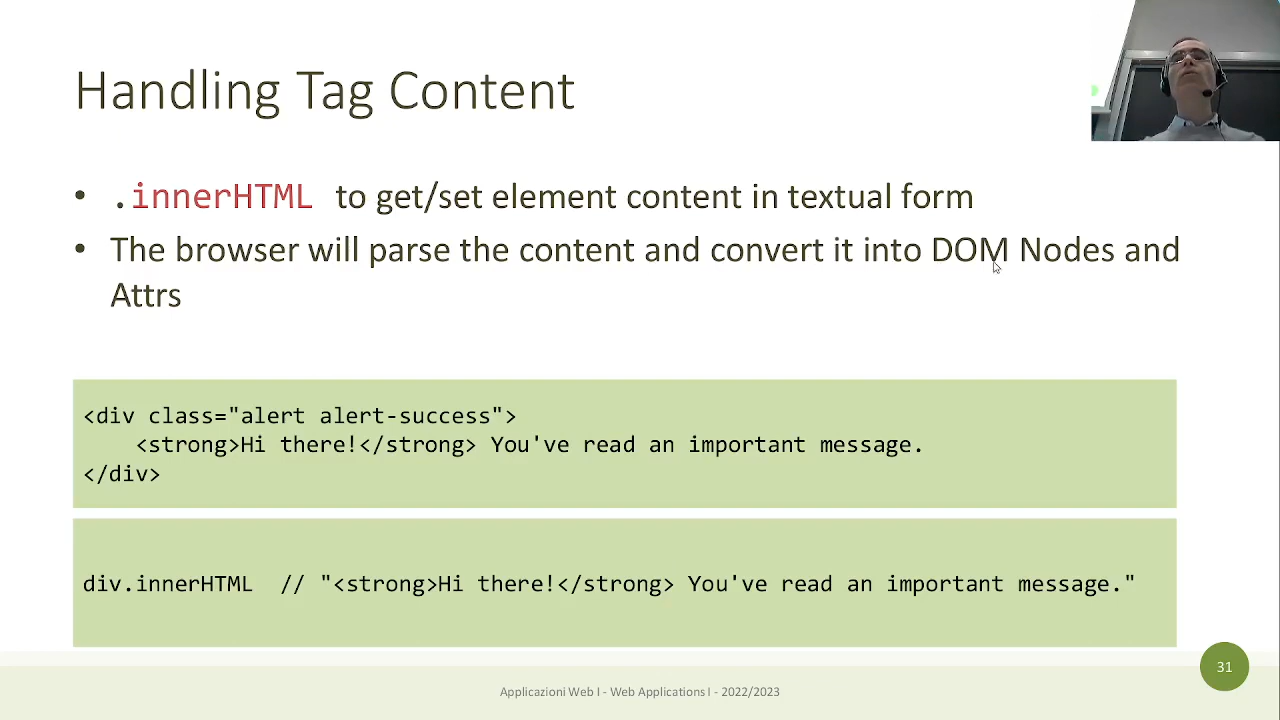 Handling Tag Content
• .innerHTML to get/set element content in textual form
• The browser will parse the content and convert it into DOM Nodes and
Attrs
<div class="alert alert-success">
    <strong>Hi there!</strong> You've read an important message.
</div>
div.innerHTML  // "<strong>Hi there!</strong> You've read an important message."
31
Applicazioni Web I - Web Applications I - 2022/2023